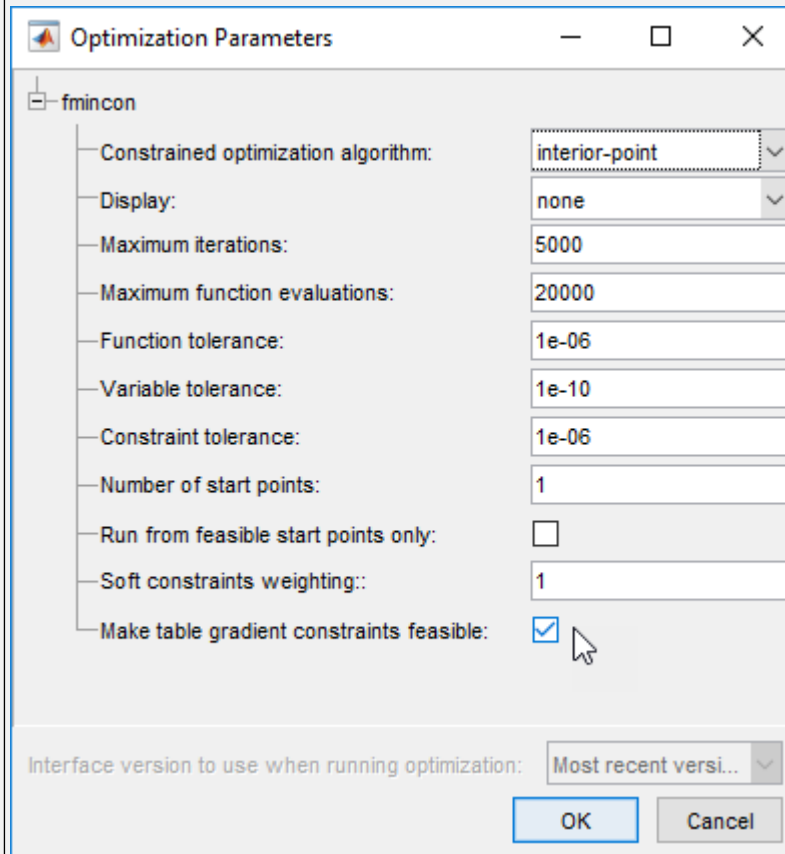 Optimization Parameters
fmincon
Constrained optimization algorithm: interior-point
Display: none
Maximum iterations: 5000
Maximum function evaluations: 20000
Function tolerance: 1e-06
Variable tolerance: 1e-10
Constraint tolerance: 1e-06
Number of start points: 1
Run from feasible start points only:
Soft constraints weighting:: 1
Make table gradient constraints feasible:
Interface version to use when running optimization: Most recent versi...
OK Cancel